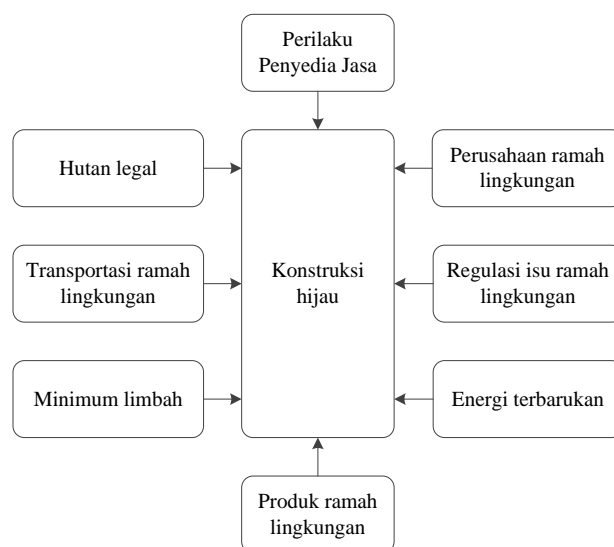 Perilaku
Penyedia Jasa
Hutan legal
Perusahaan ramah
lingkungan
Transportasi ramah
lingkungan
Konstruksi
hijau
Regulasi isu ramah
lingkungan
Minimum limbah
Energi terbarukan
Produk ramah
lingkungan